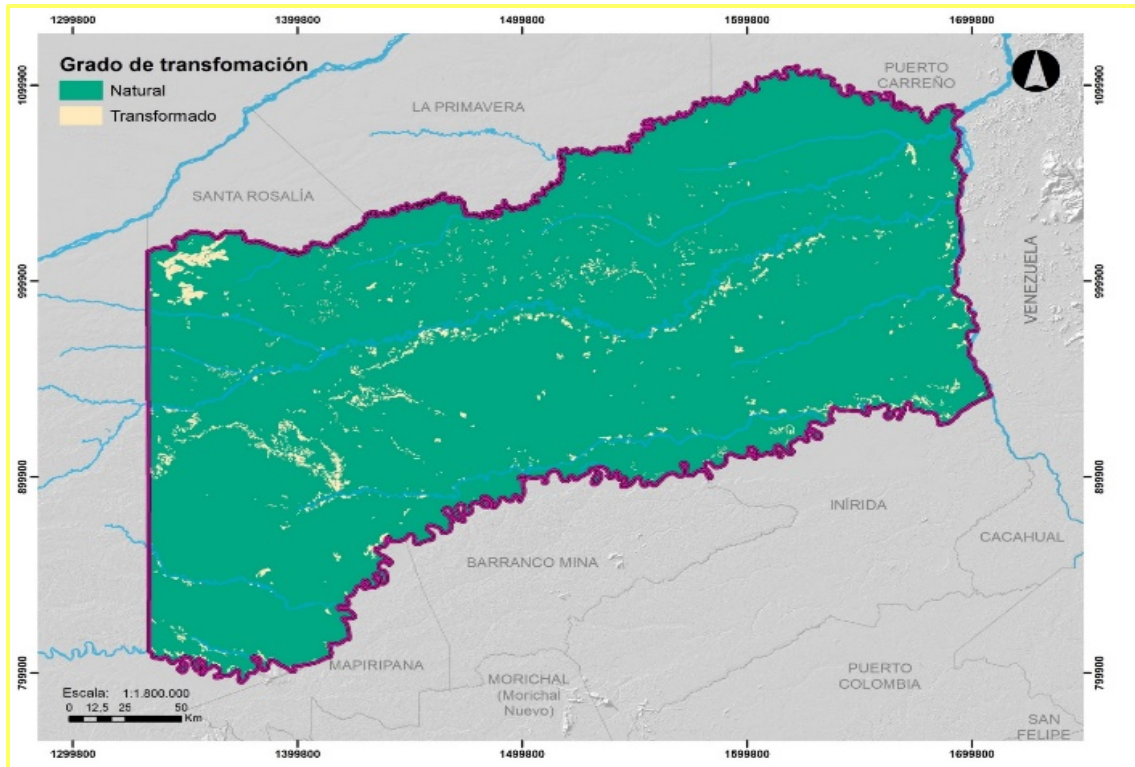 1299800 1399800 1499800 1599800 1699800
Grado de transfomación
Natural
Transformado
PUERTO
CARREÑO
1099900
1099900
LA PRIMAVERA
SANTA ROSALÍA
999900
999900
VENEZUELA
899900
899900
INÍRIDA
CACAHUAL
BARRANCO MINA
MAPIRIPANA
MORICHAL
(Morichal
Nuevo)
PUERTO
COLOMBIA
799900
799900
SAN
FELIPE
Escala: 1:1.800.000
0 12,5 25 50
Km
1299800 1399800 1499800 1599800 1699800